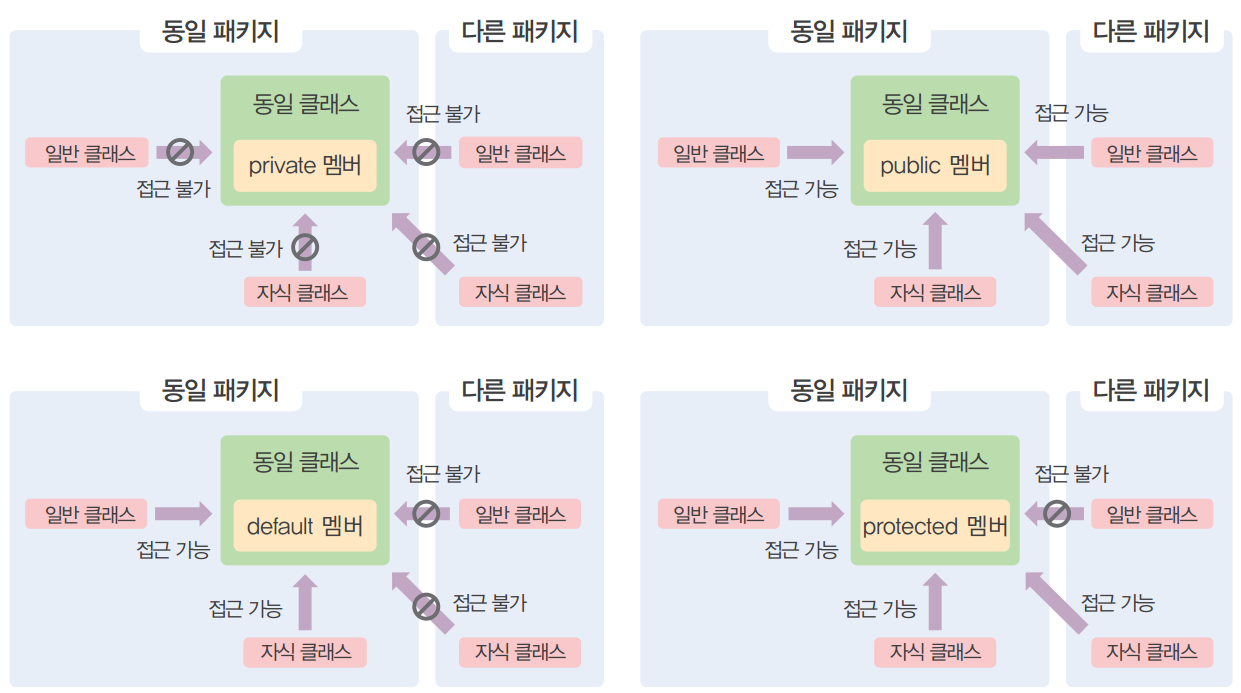 동일 패키지
다른 패키지
동일 클래스
접근 불가
일반 클래스
private 멤버
일반 클래스
접근 불가
접근 불가
접근 불가
자식 클래스
자식 클래스
동일 패키지
다른 패키지
동일 클래스
접근 가능
일반 클래스
public 멤버
일반 클래스
접근 가능
접근 가능
접근 가능
자식 클래스
자식 클래스
동일 패키지
다른 패키지
동일 클래스
접근 불가
일반 클래스
default 멤버
일반 클래스
접근 가능
접근 가능
접근 불가
자식 클래스
자식 클래스
동일 패키지
다른 패키지
동일 클래스
접근 불가
일반 클래스
protected 멤버
일반 클래스
접근 가능
접근 가능
접근 가능
자식 클래스
자식 클래스